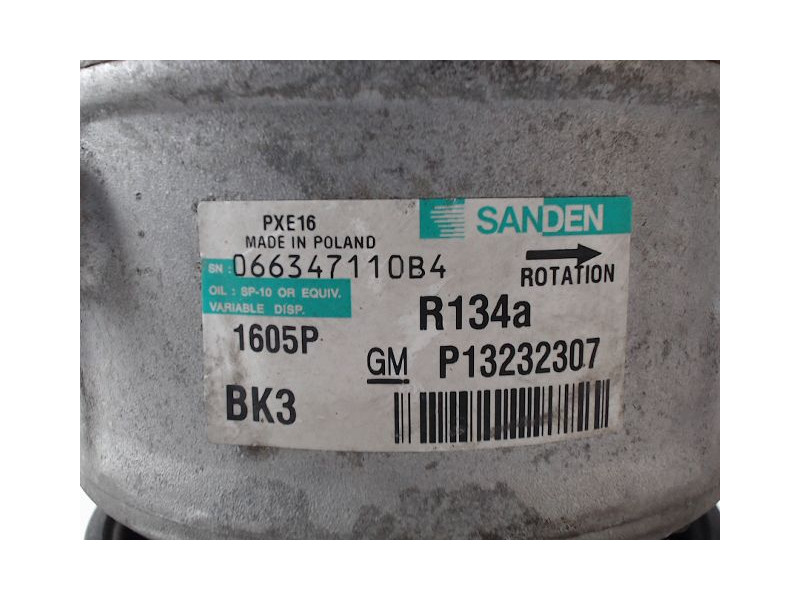 PXE16
SANDEN
MADE IN POLAND
SN : 066347110B4
ROTATION
OIL : SP-10 OR EQUIV.
VARIABLE DISP.
R134a
1605P
GM P13232307
BK3